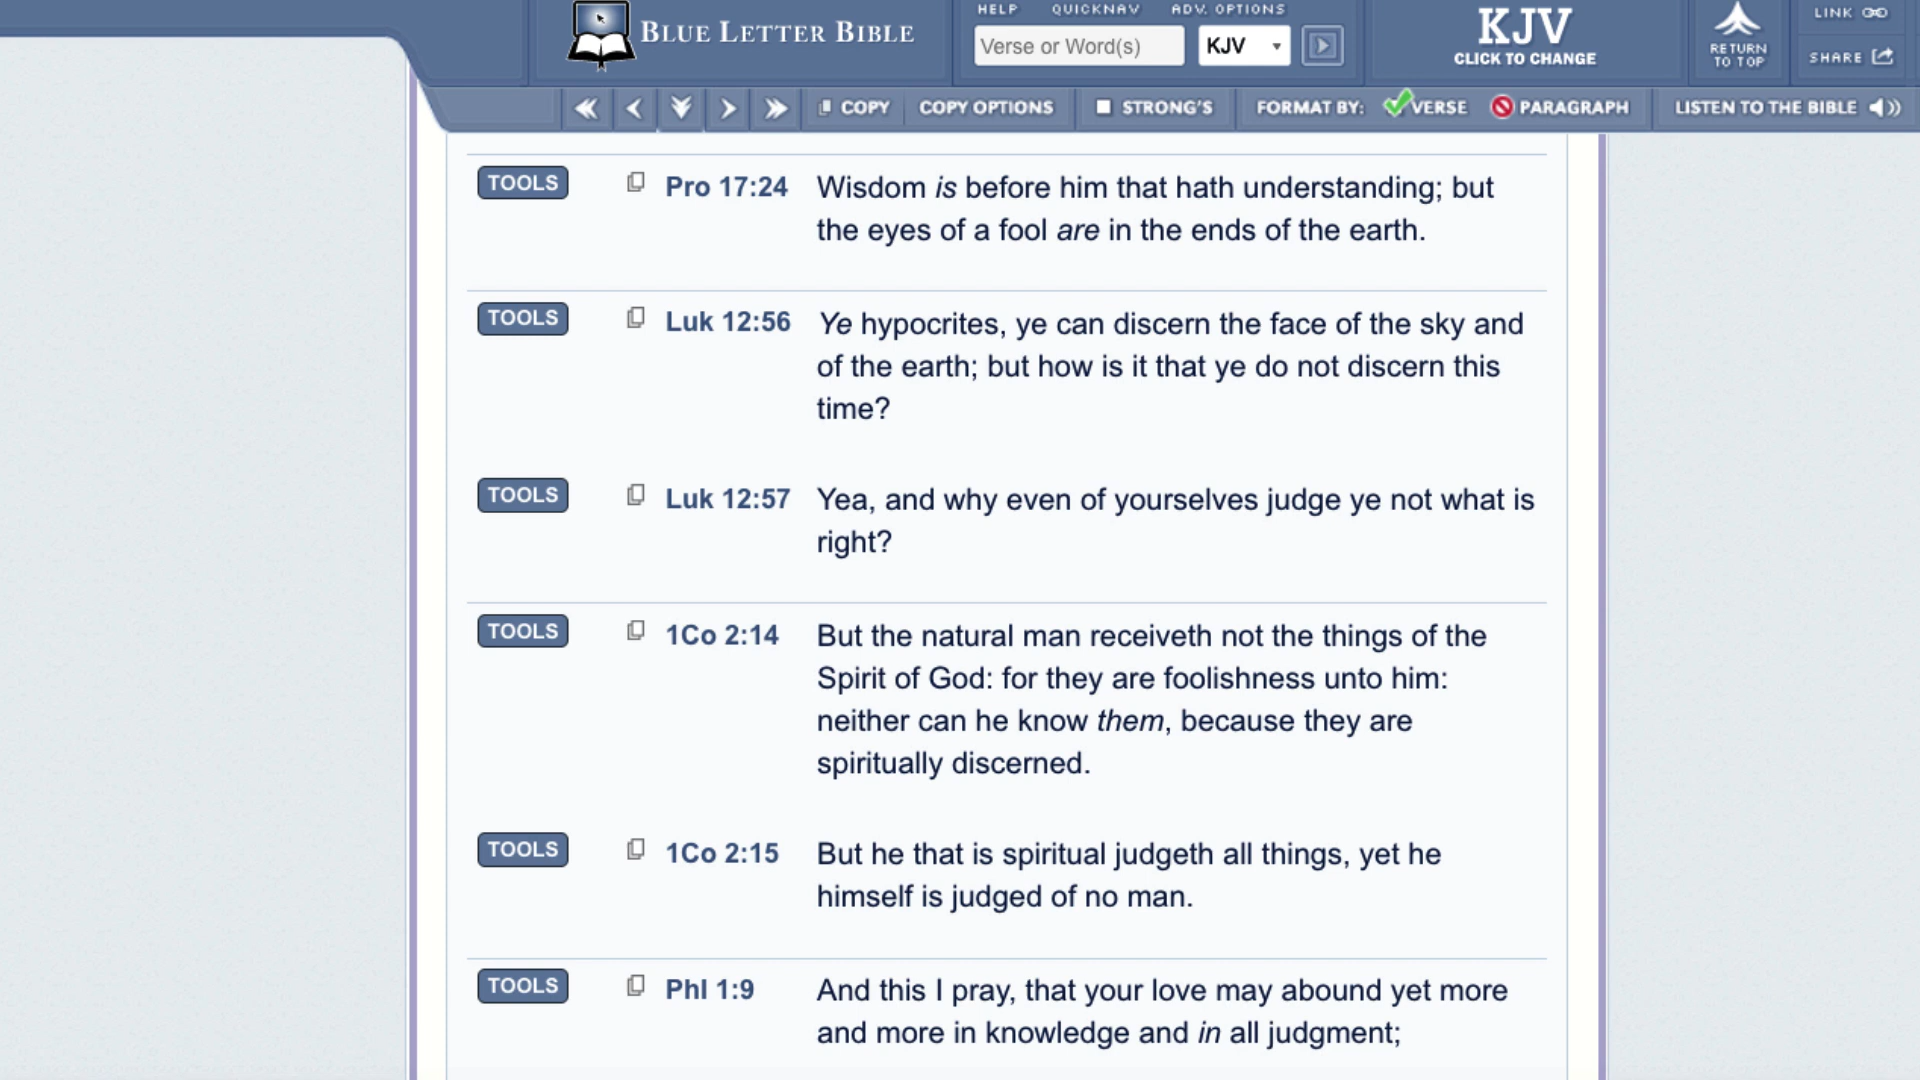 HELP QUICKNAV ADV. OPTIONS
BLUE LETTER BIBLE
Verse or Word(s) KJV
KJV
CLICK TO CHANGE
RETURN
TO TOP
LINK
SHARE
COPY COPY OPTIONS STRONG'S FORMAT BY: VERSE PARAGRAPH LISTEN TO THE BIBLE
TOOLS Pro 17:24 Wisdom is before him that hath understanding; but
the eyes of a fool are in the ends of the earth.
TOOLS Luk 12:56 Ye hypocrites, ye can discern the face of the sky and
of the earth; but how is it that ye do not discern this
time?
TOOLS Luk 12:57 Yea, and why even of yourselves judge ye not what is
right?
TOOLS 1Co 2:14 But the natural man receiveth not the things of the
Spirit of God: for they are foolishness unto him:
neither can he know them, because they are
spiritually discerned.
TOOLS 1Co 2:15 But he that is spiritual judgeth all things, yet he
himself is judged of no man.
TOOLS Phl 1:9 And this I pray, that your love may abound yet more
and more in knowledge and in all judgment;